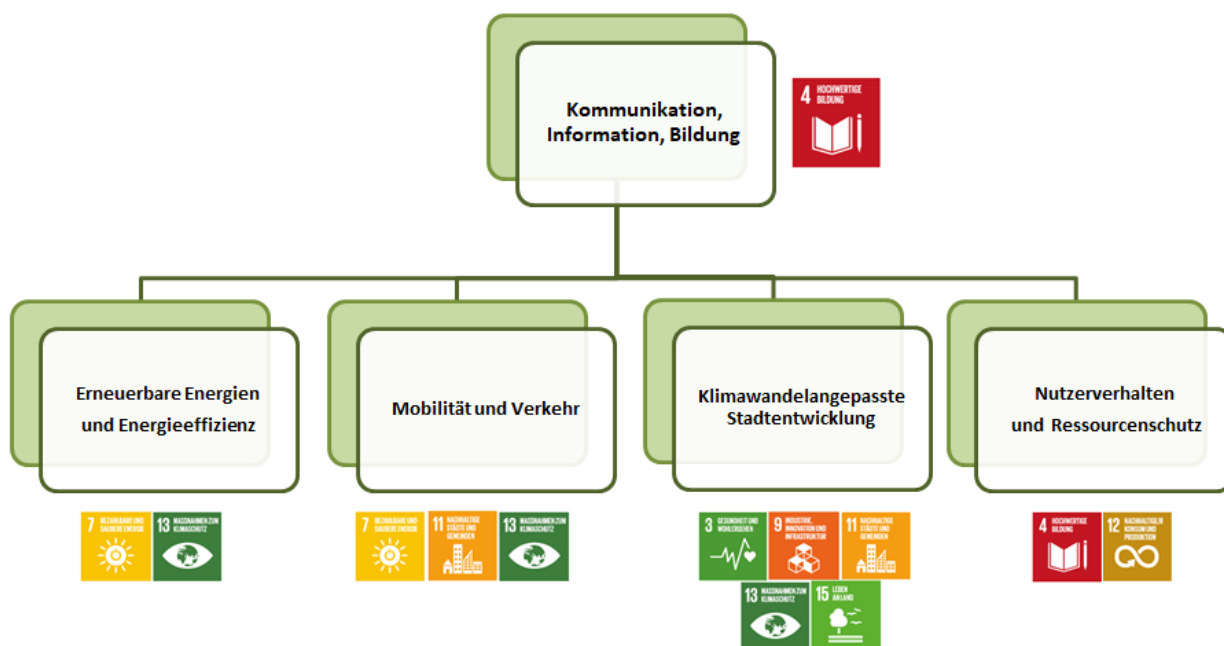 Kommunikation,
Information, Bildung
4 HOCHWERTIGE
BILDUNG
Erneuerbare Energien
und Energieeffizienz
Mobilität und Verkehr
Klimawandelangepasste
Stadtentwicklung
Nutzerverhalten
und Ressourcenschutz
7 BEZAHLBARE UND
SAUBERE ENERGIE
13 MASSNAHMEN ZUM
KLIMASCHUTZ
7 BEZAHLBARE UND
SAUBERE ENERGIE
11 NACHHALTIGE
STÄDTE UND
GEMEINDEN
13 MASSNAHMEN ZUM
KLIMASCHUTZ
3 GESUNDHEIT UND
WOHLERGEHEN
9 INDUSTRIE,
INNOVATION UND
INFRASTRUKTUR
11 NACHHALTIGE
STÄDTE UND
GEMEINDEN
13 MASSNAHMEN ZUM
KLIMASCHUTZ
15 LEBEN
AN LAND
4 HOCHWERTIGE
BILDUNG
12 NACHHALTIGE/R
KONSUM UND
PRODUKTION